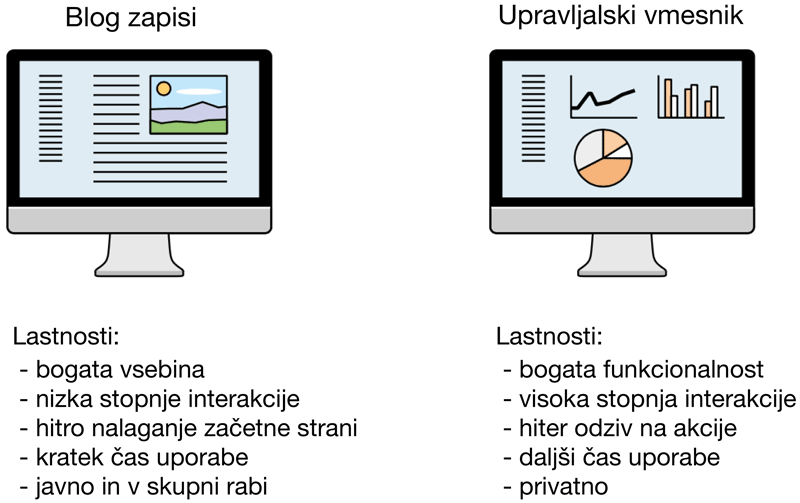 Blog zapisi
Upravljalski vmesnik
Lastnosti:
- bogata vsebina
- nizka stopnje interakcije
- hitro nalaganje začetne strani
- kratek čas uporabe
- javno in v skupni rabi
Lastnosti:
- bogata funkcionalnost
- visoka stopnja interakcije
- hiter odziv na akcije
- daljši čas uporabe
- privatno